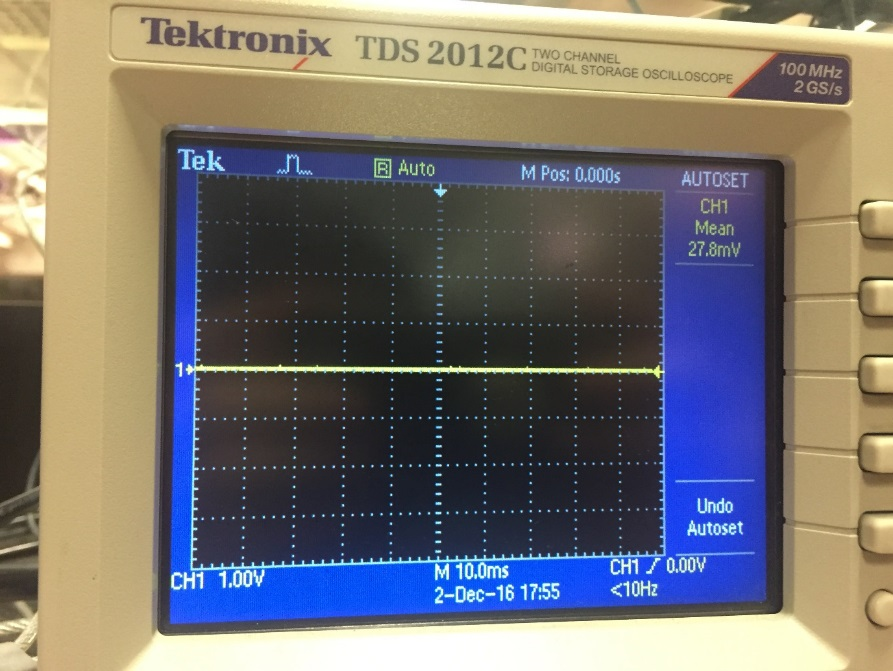 Tektronix TDS 2012C TWO CHANNEL
DIGITAL STORAGE OSCILLOSCOPE
100 MHz
2 GS/s
Tek R Auto M Pos: 0.000s AUTOSET
CH1
Mean
27.8mV
1
Undo
Autoset
CH1 1.00V M 10.0ms CH1 0.00V
2-Dec-16 17:55 <10Hz